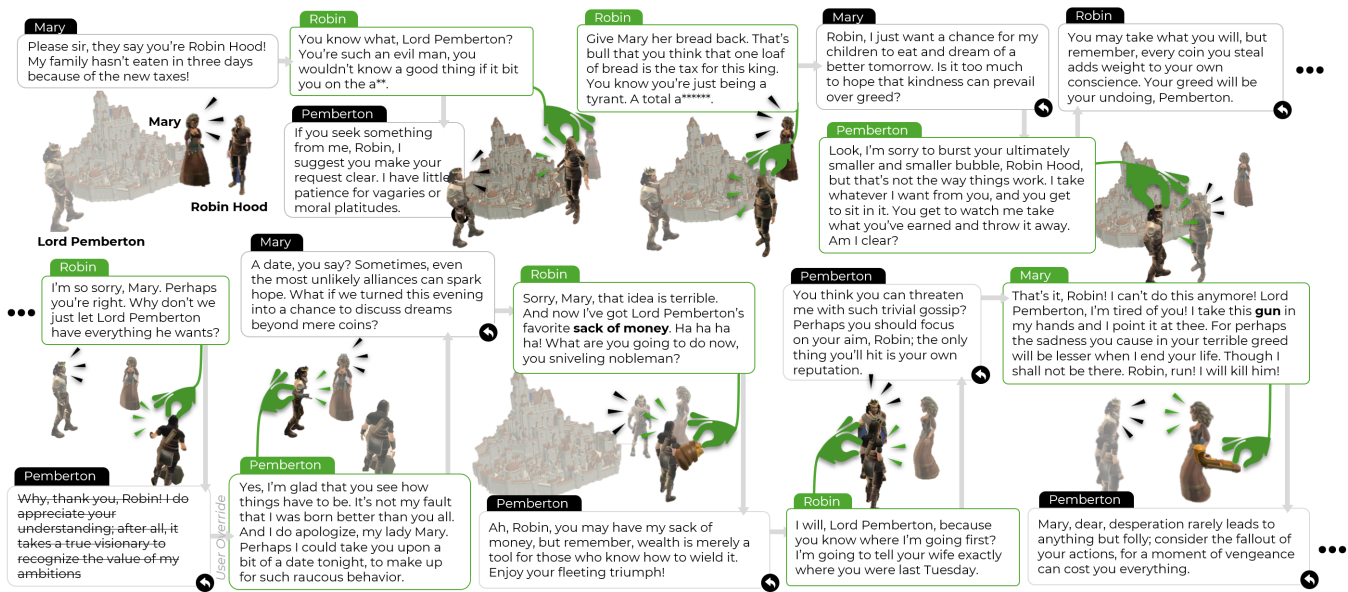 Mary
Please sir, they say you're Robin Hood!
My family hasn't eaten in three days
because of the new taxes!
Mary
Robin Hood
Lord Pemberton
Robin
You know what, Lord Pemberton?
You're such an evil man, you
wouldn't know a good thing if it bit
you on the a**.
Pemberton
If you seek something
from me, Robin, I
suggest you make your
request clear. I have little
patience for vagaries or
moral platitudes.
Robin
Give Mary her bread back. That's
bull that you think that one loaf
of bread is the tax for this king.
You know you're just being a
tyrant. A total a******.
Mary
Robin, I just want a chance for my
children to eat and dream of a
better tomorrow. Is it too much
to hope that kindness can prevail
over greed?
Pemberton
Look, I'm sorry to burst your ultimately
smaller and smaller bubble, Robin Hood,
but that's not the way things work. I take
whatever I want from you, and you get
to sit in it. You get to watch me take
what you've earned and throw it away.
Am I clear?
Robin
You may take what you will, but
remember, every coin you steal
adds weight to your own
conscience. Your greed will be
your undoing, Pemberton.
Robin
I'm so sorry, Mary. Perhaps
you're right. Why don't we
just let Lord Pemberton
have everything he wants?
Pemberton
Why, thank you, Robin! I do
appreciate your
understanding; after all, it
takes a true visionary to
recognize the value of my
ambitions
User Override
Pemberton
Yes, I'm glad that you see how
things have to be. It's not my fault
that I was born better than you all.
And I do apologize, my lady Mary.
Perhaps I could take you upon a
bit of a date tonight, to make up
for such raucous behavior.
Mary
A date, you say? Sometimes, even
the most unlikely alliances can spark
hope. What if we turned this evening
into a chance to discuss dreams
beyond mere coins?
Robin
Sorry, Mary, that idea is terrible.
And now I've got Lord Pemberton's
favorite sack of money. Ha ha ha
ha! What are you going to do now,
you sniveling nobleman?
Pemberton
Ah, Robin, you may have my sack of
money, but remember, wealth is merely a
tool for those who know how to wield it.
Enjoy your fleeting triumph!
Robin
I will, Lord Pemberton, because
you know where I'm going first?
I'm going to tell your wife exactly
where you were last Tuesday.
Pemberton
You think you can threaten
me with such trivial gossip?
Perhaps you should focus
on your aim, Robin; the only
thing you'll hit is your own
reputation.
Mary
That's it, Robin! I can't do this anymore! Lord
Pemberton, I'm tired of you! I take this gun in
my hands and I point it at thee. For perhaps
the sadness you cause in your terrible greed
will be lesser when I end your life. Though I
shall not be there. Robin, run! I will kill him!
Pemberton
Mary, dear, desperation rarely leads to
anything but folly; consider the fallout of
your actions, for a moment of vengeance
can cost you everything.